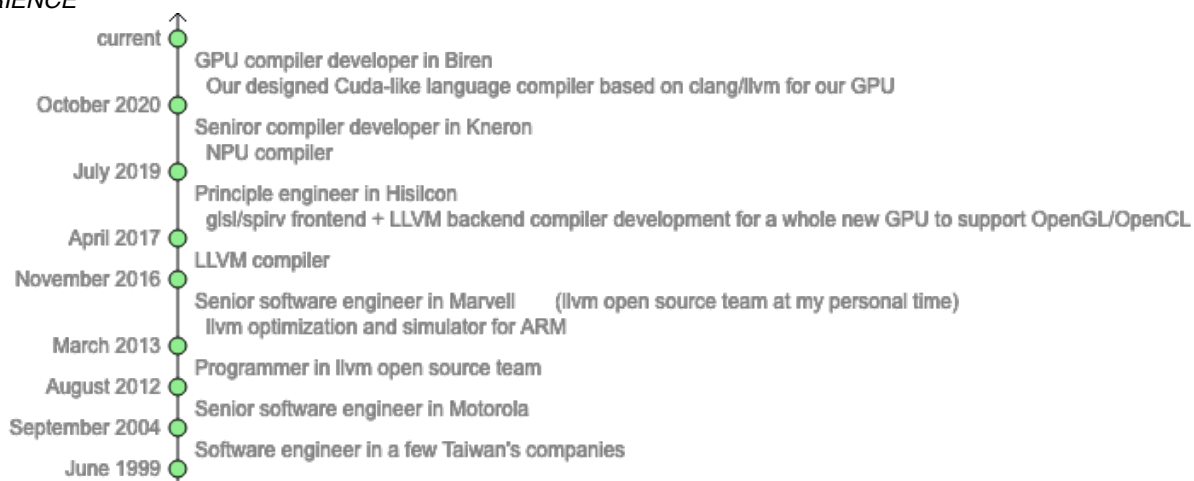 RIENCE
current
GPU compiler developer in Biren
Our designed Cuda-like language compiler based on clang/llvm for our GPU
October 2020
Seniror compiler developer in Kneron
NPU compiler
July 2019
Principle engineer in Hisilcon
glsl/spirv frontend + LLVM backend compiler development for a whole new GPU to support OpenGL/OpenCL
April 2017
LLVM compiler
November 2016
Senior software engineer in Marvell (llvm open source team at my personal time)
llvm optimization and simulator for ARM
March 2013
Programmer in llvm open source team
August 2012
Senior software engineer in Motorola
September 2004
Software engineer in a few Taiwan's companies
June 1999